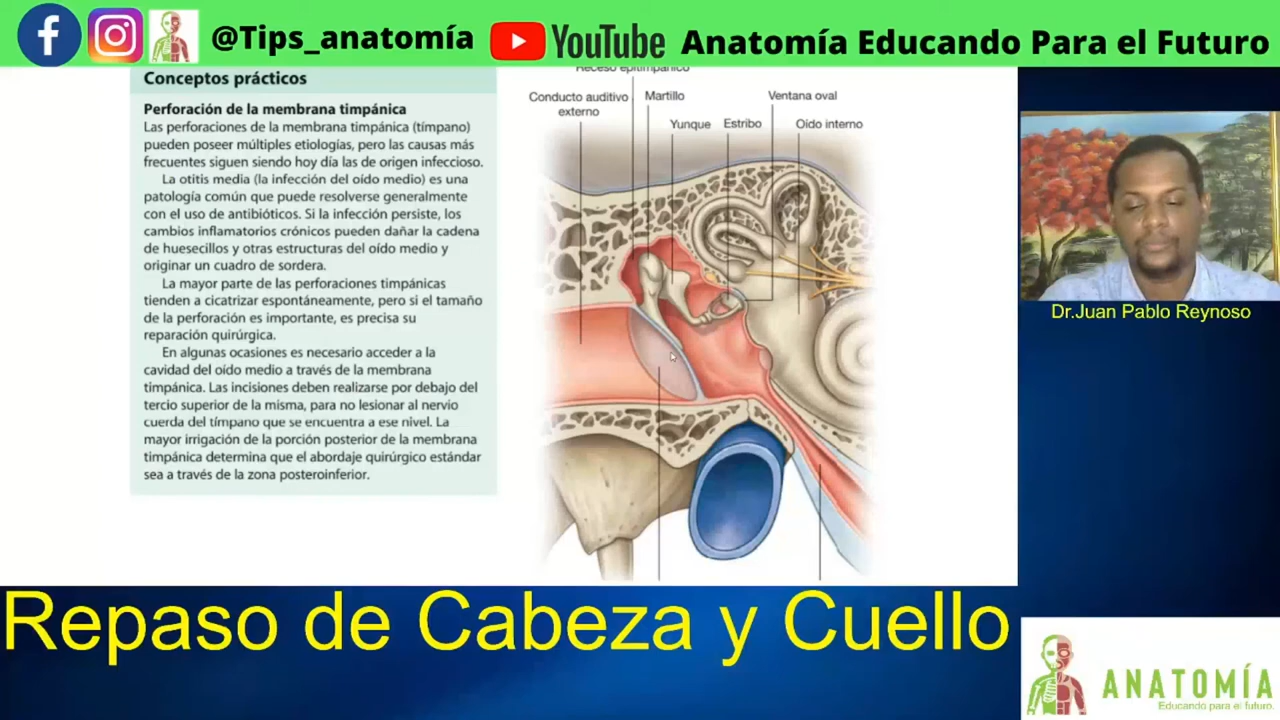 @Tips_anatomía
YouTube
Anatomía Educando Para el Futuro
Conceptos prácticos
Perforación de la membrana timpánica
Las perforaciones de la membrana timpánica (tímpano)
pueden poseer múltiples etiologías, pero las causas más
frecuentes siguen siendo hoy día las de origen infeccioso.
La otitis media (la infección del oído medio) es una
patología común que puede resolverse generalmente
con el uso de antibióticos. Si la infección persiste, los
cambios inflamatorios crónicos pueden dañar la cadena
de huesecillos y otras estructuras del oído medio y
originar un cuadro de sordera.
La mayor parte de las perforaciones timpánicas
tienden a cicatrizar espontáneamente, pero si el tamaño
de la perforación es importante, es precisa su
reparación quirúrgica.
En algunas ocasiones es necesario acceder a la
cavidad del oído medio a través de la membrana
timpánica. Las incisiones deben realizarse por debajo del
tercio superior de la misma, para no lesionar al nervio
cuerda del tímpano que se encuentra a ese nivel. La
mayor irrigación de la porción posterior de la membrana
timpánica determina que el abordaje quirúrgico estándar
sea a través de la zona posteroinferior.
Receso epitimpánico
Conducto auditivo
externo
Martillo
Yunque
Estribo
Ventana oval
Oído interno
Dr.Juan Pablo Reynoso
Repaso de Cabeza y Cuello
ANATOMÍA
Educando para el futuro.